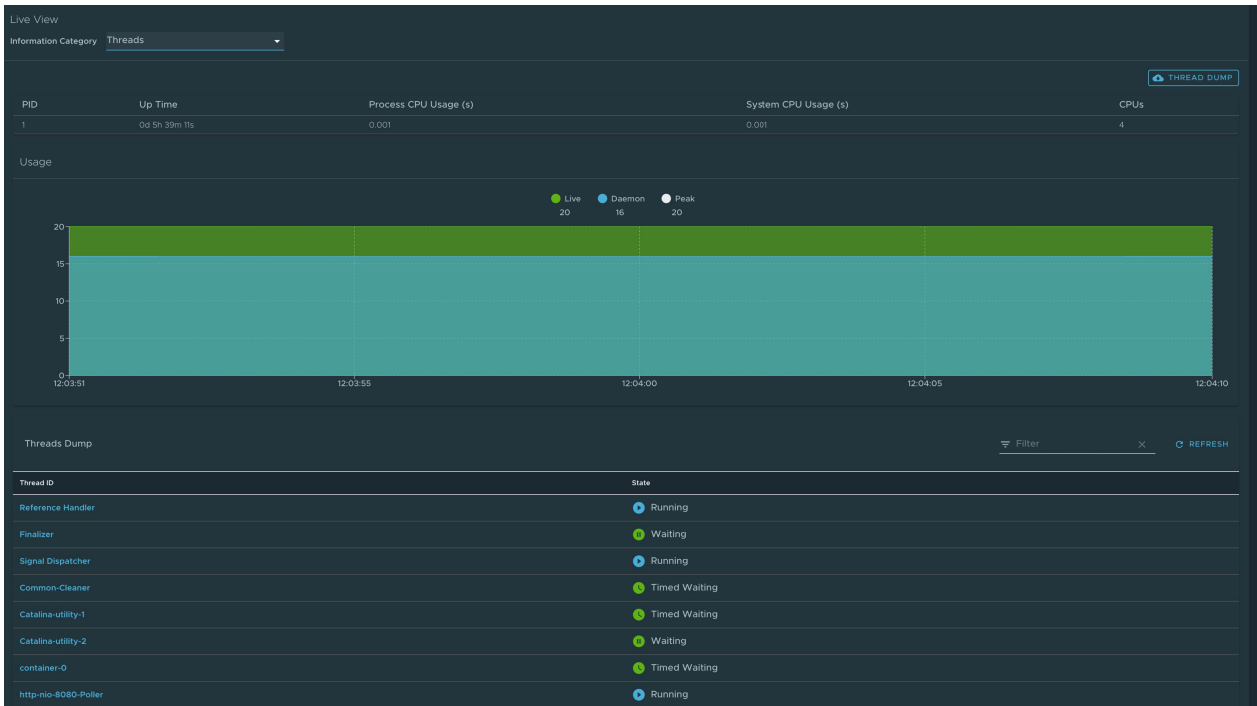 Live View
Information Category Threads
THREAD DUMP
PID Up Time Process CPU Usage (s) System CPU Usage (s) CPUs
1 0d 5h 39m 11s 0.001 0.001 4
Usage
Live Daemon Peak
20 16 20
20
15
10
5
0
12:03:51 12:03:55 12:04:00 12:04:05 12:04:10
Threads Dump Filter REFRESH
Thread ID State
Reference Handler Running
Finalizer Waiting
Signal Dispatcher Running
Common-Cleaner Timed Waiting
Catalina-utility-1 Timed Waiting
Catalina-utility-2 Waiting
container-0 Timed Waiting
http-nio-8080-Poller Running